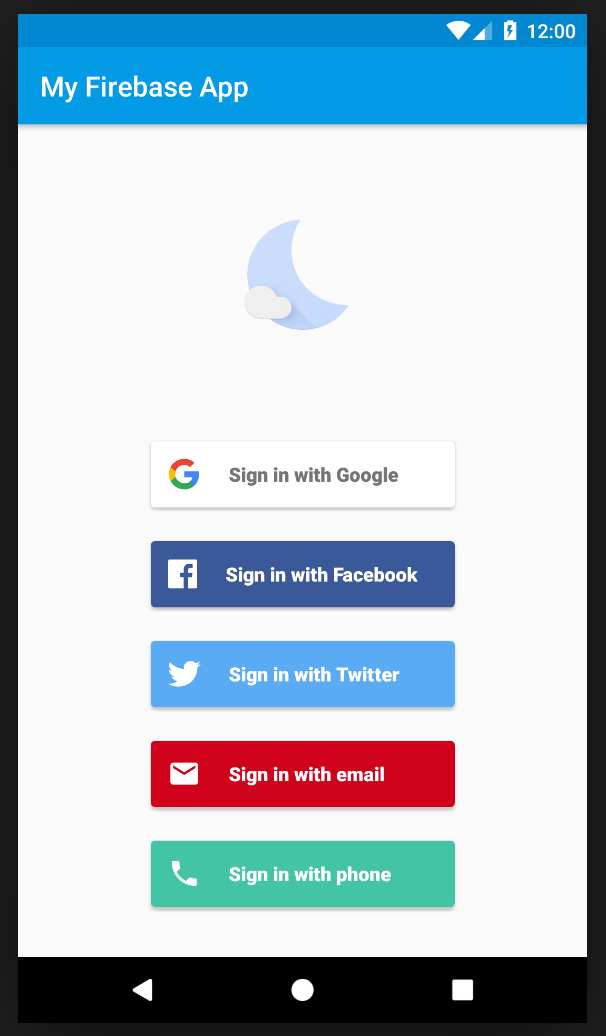 12:00
My Firebase App
Sign in with Google
Sign in with Facebook
Sign in with Twitter
Sign in with email
Sign in with phone